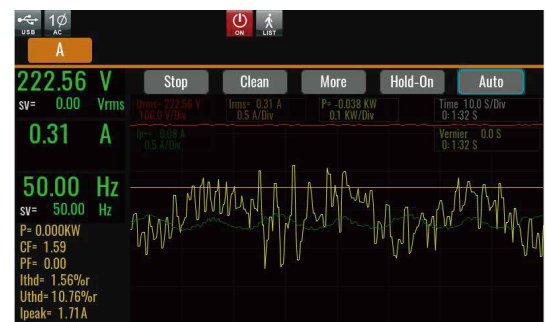 USB
1Ø
AC
ON
LIST
A
222.56 V
sv= 0.00 Vrms
0.31 A
50.00 Hz
sv= 50.00 Hz
P= 0.000KW
CF= 1.59
PF= 0.00
Ithd= 1.56%r
Uthd= 10.76%r
Ipeak= 1.71A
Stop
Clean
More
Hold-On
Auto
Urms= 222.56 V
100.0 V/Div
Irms= 0.31 A
0.5 A/Div
P= -0.038 KW
0.1 KW/Div
Time 10.0 S/Div
0: 1:32 S
0.08 A
0.5 A/Div
Vernier 0.0 S
0: 1:32 S